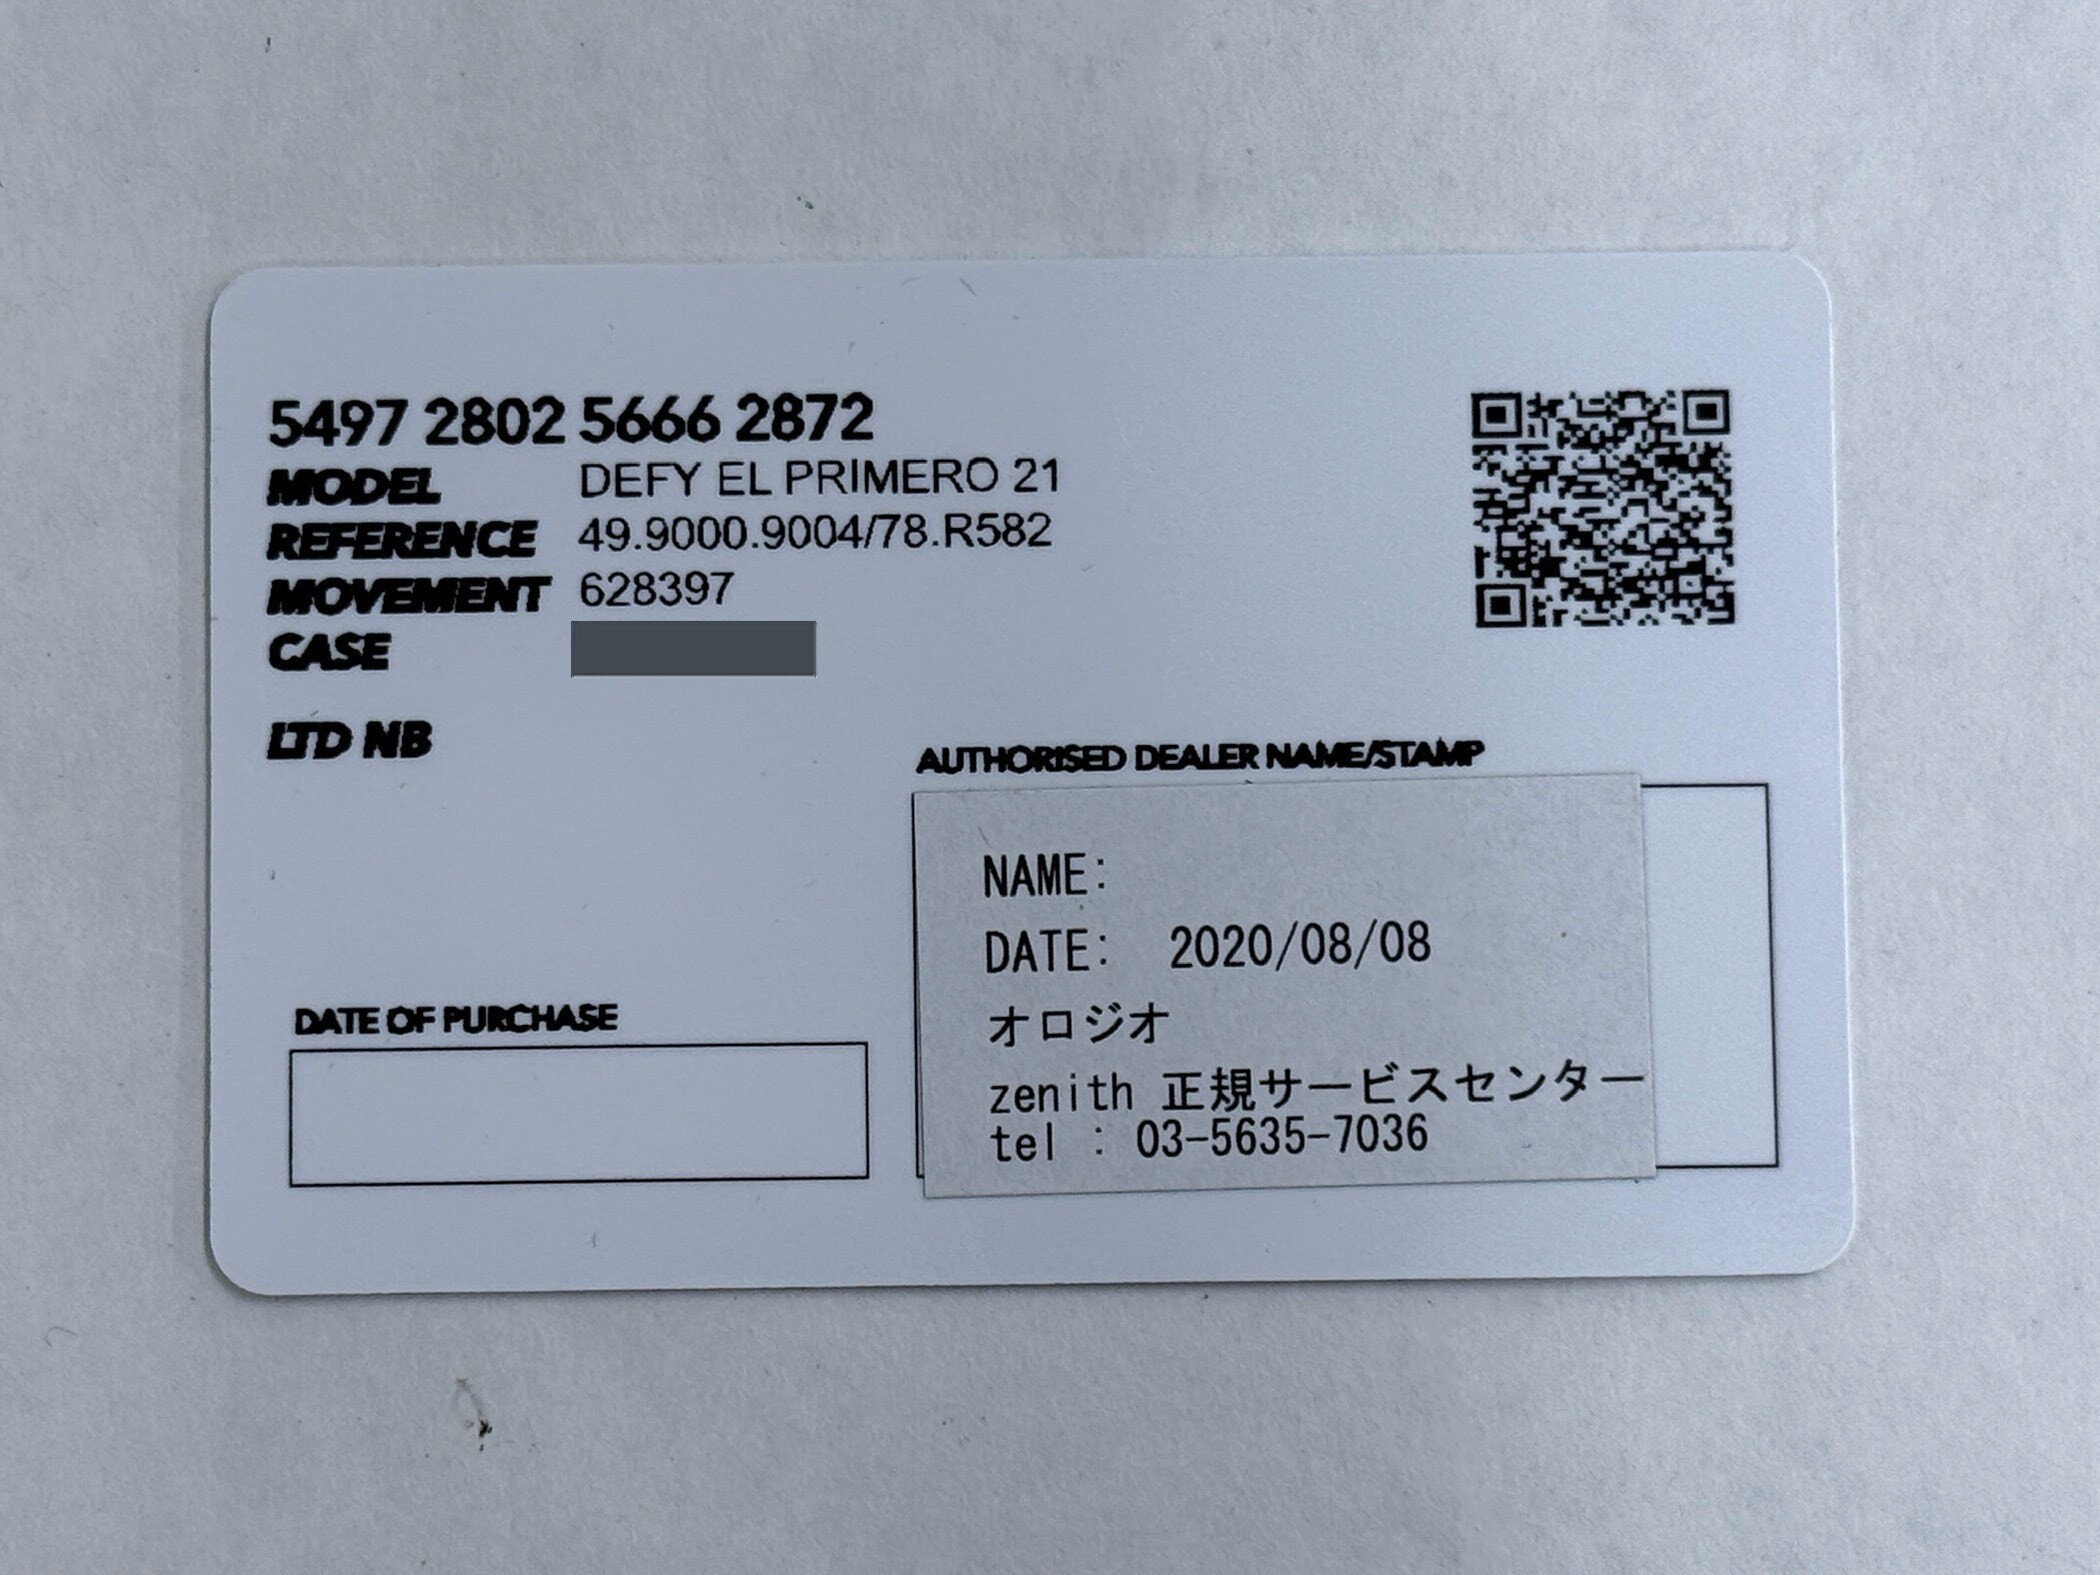 5497 2802 5666 2872
MODEL DEFY EL PRIMERO 21
REFERENCE 49.9000.9004/78.R582
MOVEMENT 628397
CASE
LTD NB
AUTHORISED DEALER NAME/STAMP
NAME:
DATE: 2020/08/08
オロジオ
zenith 正規サービスセンター
tel : 03-5635-7036
DATE OF PURCHASE